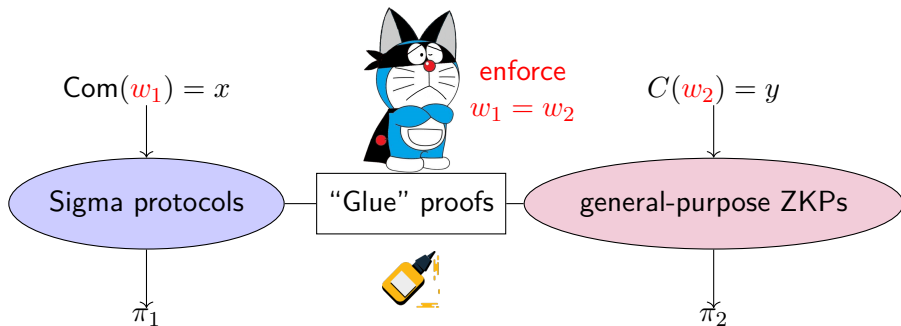 enforce
w₁ = w₂
Com(w₁) = x
C(w₂) = y
Sigma protocols
“Glue” proofs
general-purpose ZKPs
π₁
π₂